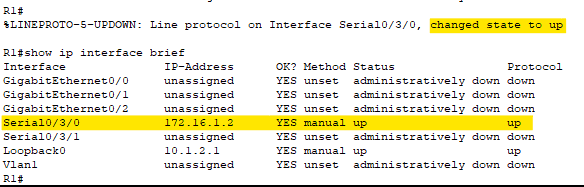 R1#
%LINEPROTO-5-UPDOWN: Line protocol on Interface Serial0/3/0, changed state to up
R1#show ip interface brief
Interface IP-Address OK? Method Status Protocol
GigabitEthernet0/0 unassigned YES unset administratively down down
GigabitEthernet0/1 unassigned YES unset administratively down down
GigabitEthernet0/2 unassigned YES unset administratively down down
Serial0/3/0 172.16.1.2 YES manual up up
Serial0/3/1 unassigned YES unset administratively down down
Loopback0 10.1.2.1 YES manual up up
Vlan1 unassigned YES unset administratively down down
R1#